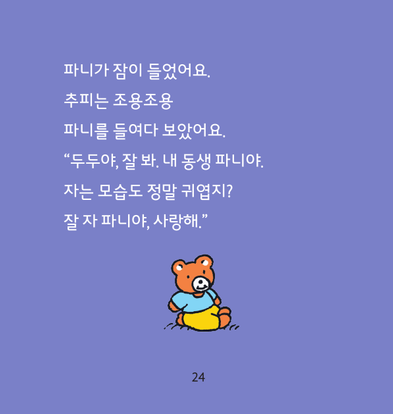 파니가 잠이 들었어요.
추피는 조용조용
파니를 들여다 보았어요.
“두두야, 잘 봐. 내 동생 파니야.
자는 모습도 정말 귀엽지?
잘 자 파니야, 사랑해.”
24